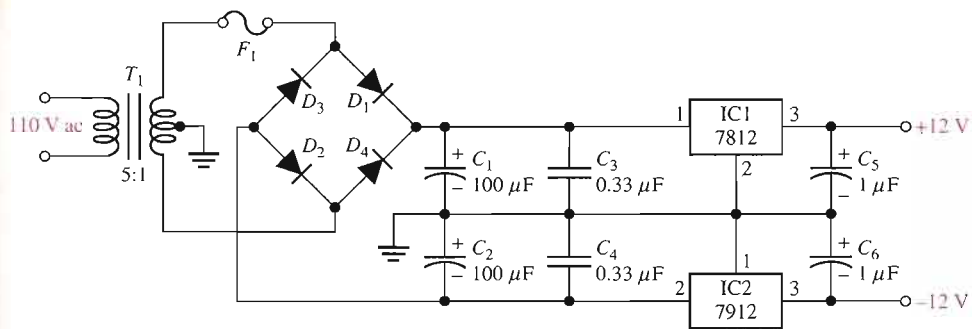 F₁
T₁
110 V ac
5:1
D₃
D₁
D₂
D₄
1
IC1
7812
3
2
+12 V
+
C₁
100 μF
−
C₃
0.33 μF
+
C₅
1 μF
−
+
C₂
100 μF
−
C₄
0.33 μF
1
2
IC2
7912
3
+
C₆
1 μF
−
−12 V